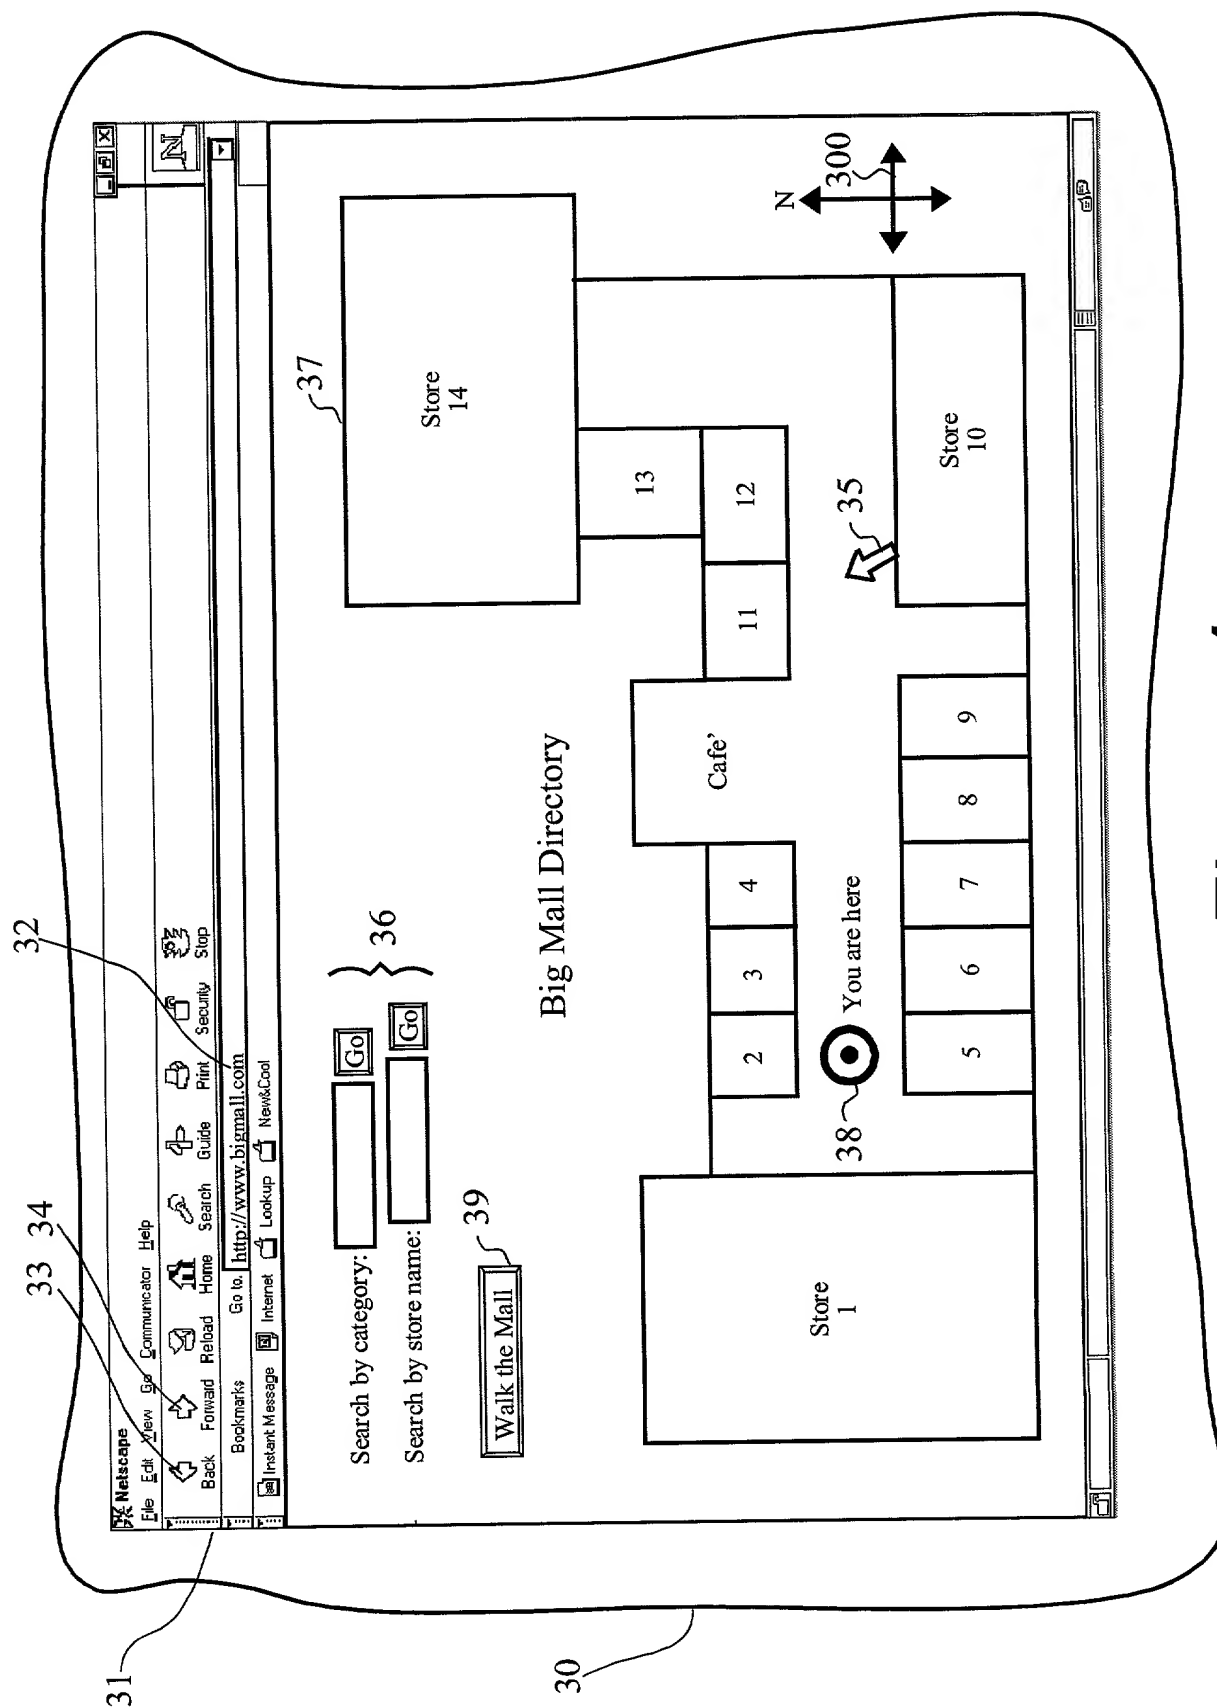 Netscape
File Edit View Go Communicator Help
Back Forward Reload Home Search Guide Print Security Stop
Bookmarks Go to. http://www.bigmall.com
Instant Message Internet Lookup New&Cool
N
31
33
34
32
Search by category: Go
Search by store name: Go
36
Walk the Mall
39
Big Mall Directory
37
Store
14
13
12
11
Cafe'
4
3
2
N
300
38
You are here
35
Store
1
5
6
7
8
9
Store
10
30